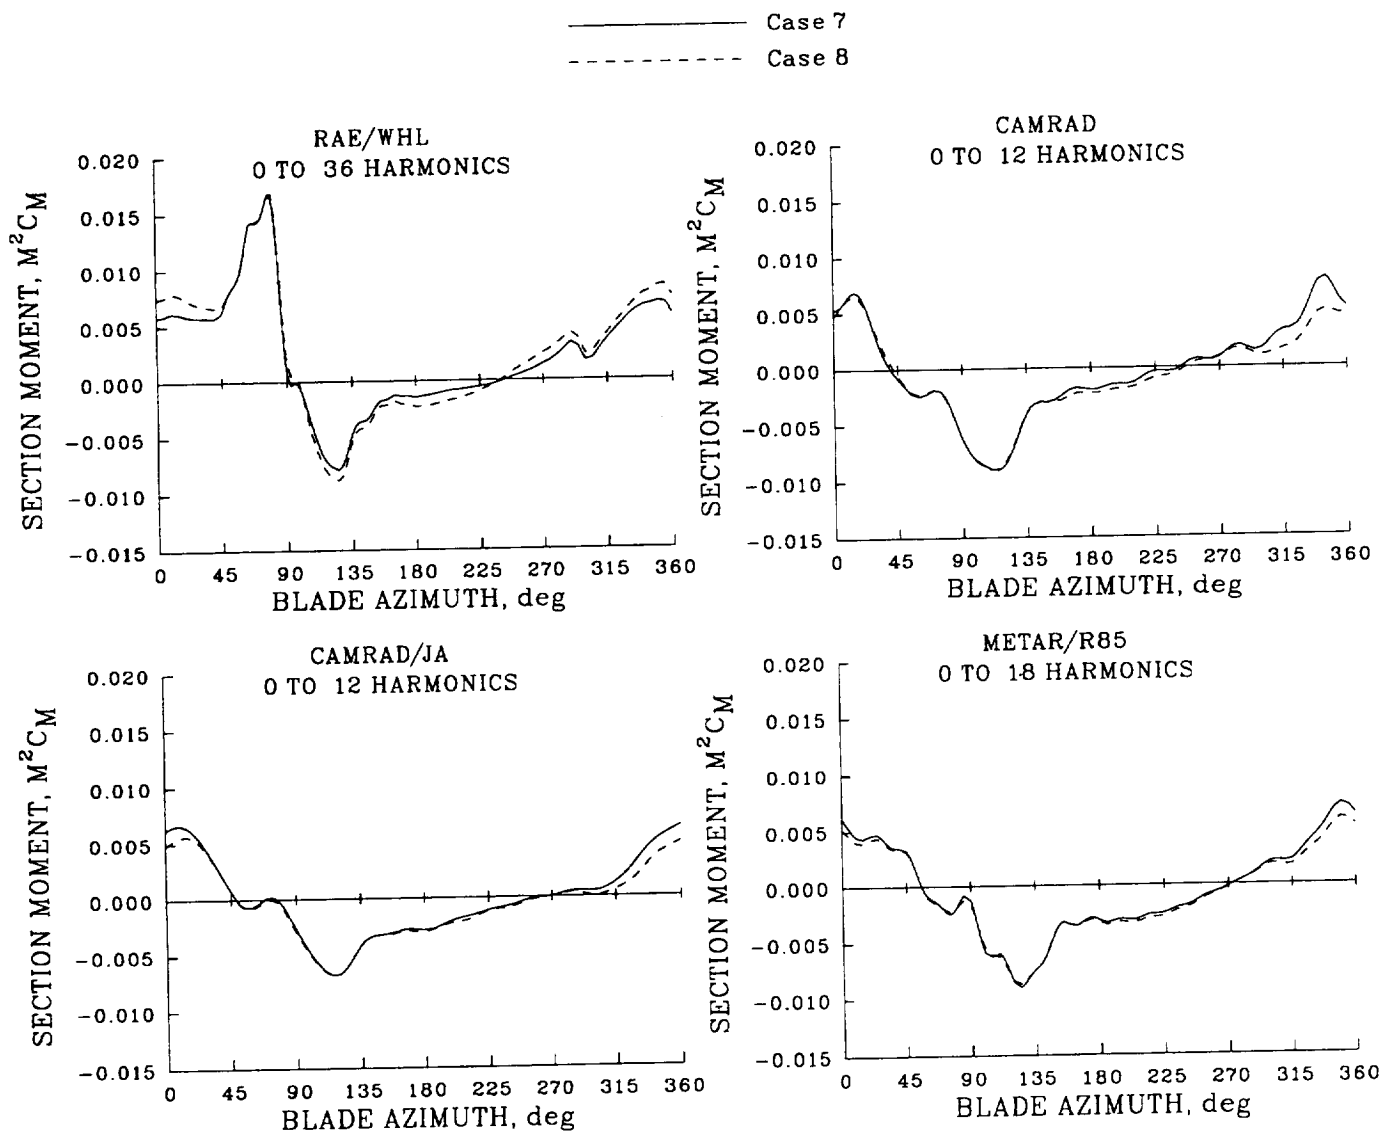 Case 7
Case 8
RAE/WHL
0 TO 36 HARMONICS
SECTION MOMENT, M²C_M
0.020
0.015
0.010
0.005
0.000
-0.005
-0.010
-0.015
0 45 90 135 180 225 270 315 360
BLADE AZIMUTH, deg
CAMRAD
0 TO 12 HARMONICS
SECTION MOMENT, M²C_M
0.020
0.015
0.010
0.005
0.000
-0.005
-0.010
-0.015
0 45 90 135 180 225 270 315 360
BLADE AZIMUTH, deg
CAMRAD/JA
0 TO 12 HARMONICS
SECTION MOMENT, M²C_M
0.020
0.015
0.010
0.005
0.000
-0.005
-0.010
-0.015
0 45 90 135 180 225 270 315 360
BLADE AZIMUTH, deg
METAR/R85
0 TO 18 HARMONICS
SECTION MOMENT, M²C_M
0.020
0.015
0.010
0.005
0.000
-0.005
-0.010
-0.015
0 45 90 135 180 225 270 315 360
BLADE AZIMUTH, deg